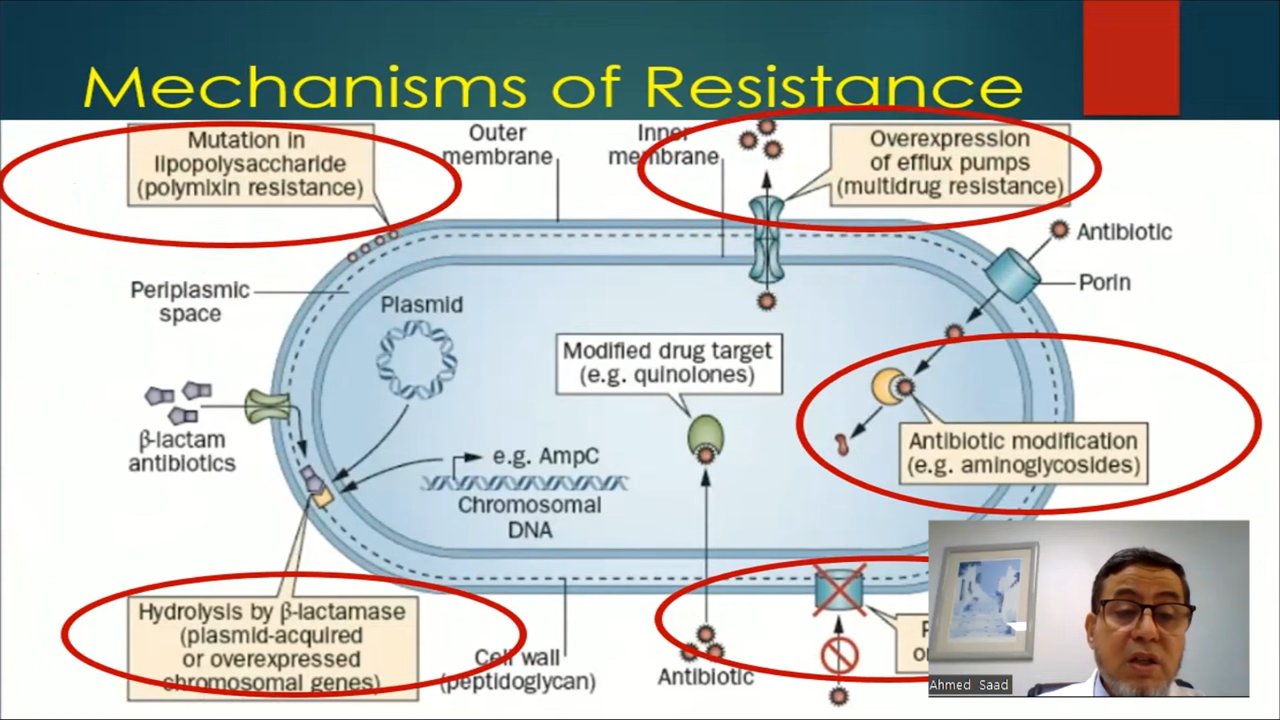 Mechanisms of Resistance
Mutation in
lipopolysaccharide
(polymixin resistance)
Outer
membrane
Inner
membrane
Overexpression
of efflux pumps
(multidrug resistance)
Antibiotic
Porin
Periplasmic
space
Plasmid
Modified drug target
(e.g. quinolones)
β-lactam
antibiotics
Antibiotic modification
(e.g. aminoglycosides)
e.g. AmpC
Chromosomal
DNA
Hydrolysis by β-lactamase
(plasmid-acquired
or overexpressed
chromosomal genes)
Cell wall
(peptidoglycan)
Antibiotic
Ahmed Saad